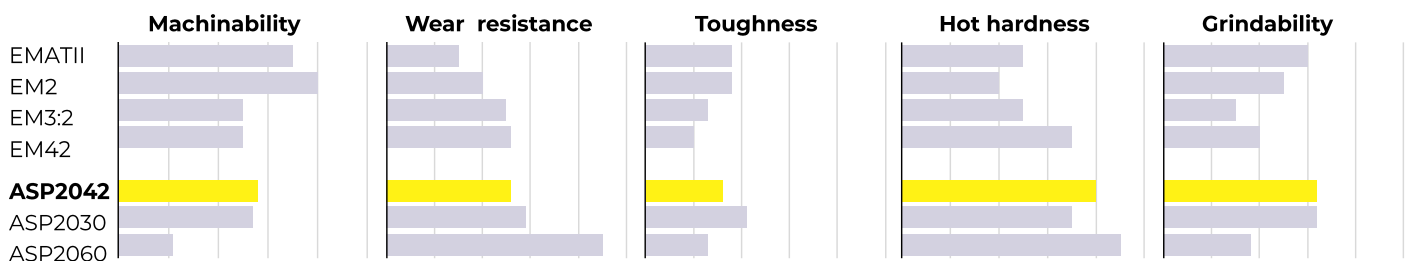 Machinability Wear resistance Toughness Hot hardness Grindability
EMATII
EM2
EM3:2
EM42
ASP2042
ASP2030
ASP2060